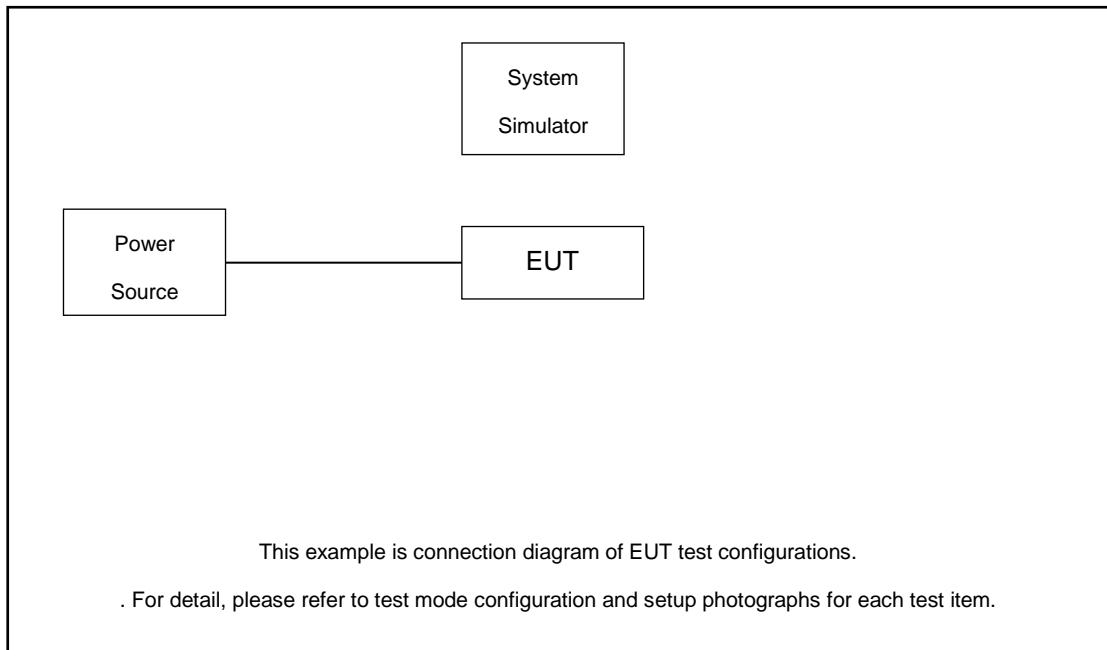 System
Simulator
Power
Source
EUT
This example is connection diagram of EUT test configurations.
. For detail, please refer to test mode configuration and setup photographs for each test item.